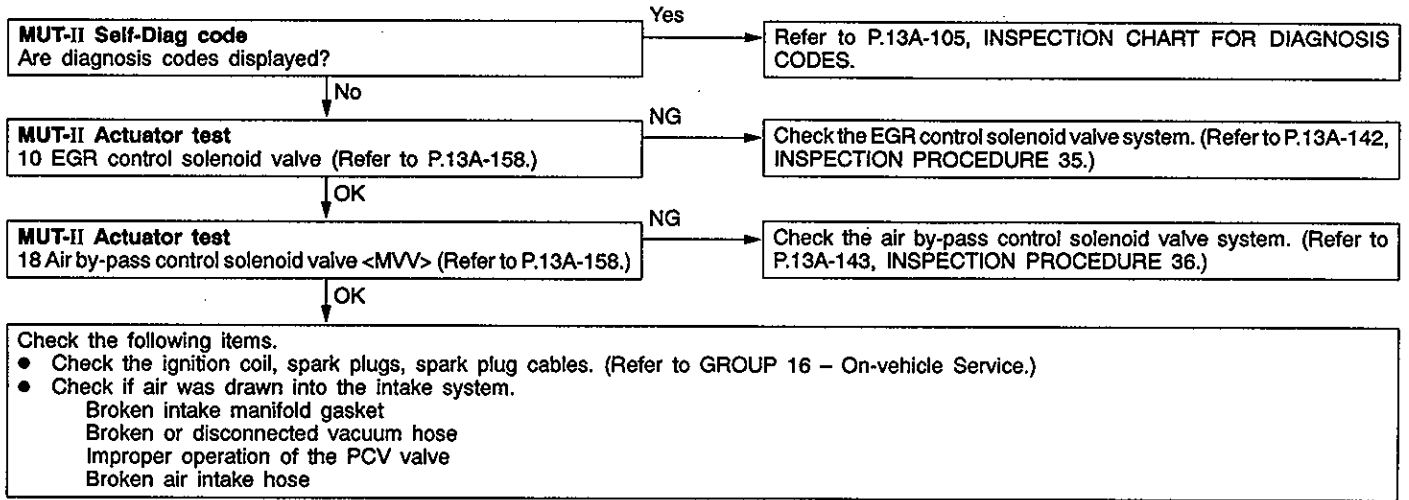 MUT-II Self-Diag code
Are diagnosis codes displayed?
Yes
Refer to P.13A-105, INSPECTION CHART FOR DIAGNOSIS
CODES.
No
MUT-II Actuator test
10 EGR control solenoid valve (Refer to P.13A-158.)
NG
Check the EGR control solenoid valve system. (Refer to P.13A-142,
INSPECTION PROCEDURE 35.)
OK
MUT-II Actuator test
18 Air by-pass control solenoid valve <MVV> (Refer to P.13A-158.)
NG
Check the air by-pass control solenoid valve system. (Refer to
P.13A-143, INSPECTION PROCEDURE 36.)
OK
Check the following items.
● Check the ignition coil, spark plugs, spark plug cables. (Refer to GROUP 16 – On-vehicle Service.)
● Check if air was drawn into the intake system.
Broken intake manifold gasket
Broken or disconnected vacuum hose
Improper operation of the PCV valve
Broken air intake hose